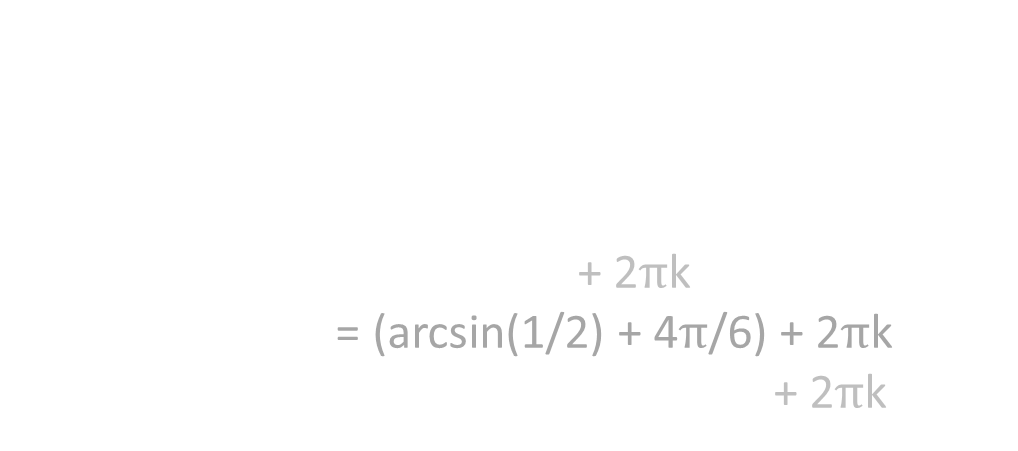 + 2πk
= (arcsin(1/2) + 4π/6) + 2πk
+ 2πk